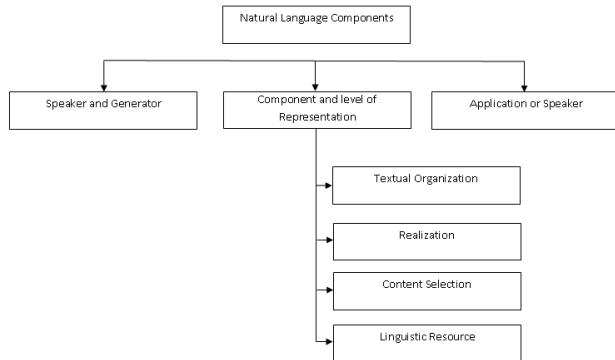 Natural Language Components
Speaker and Generator
Component and level of
Representation
Application or Speaker
Textual Organization
Realization
Content Selection
Linguistic Resource